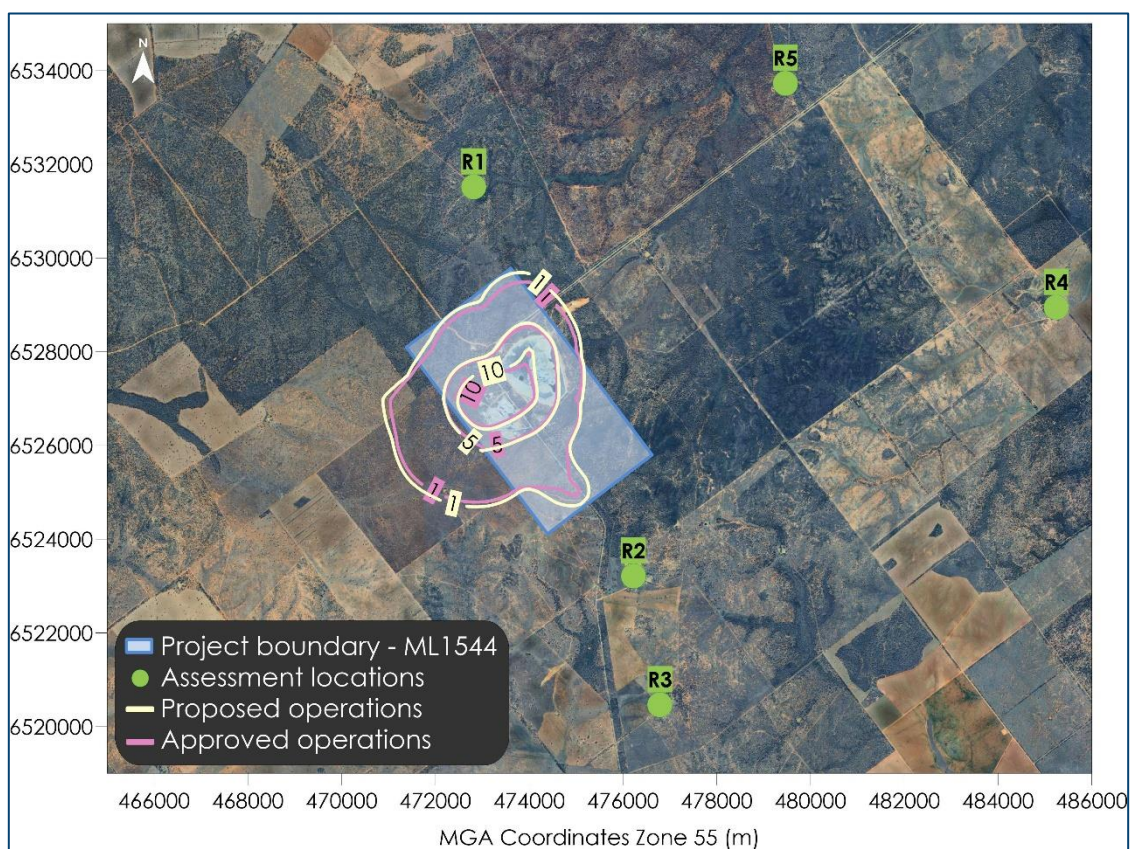 N
6534000
6532000
6530000
6528000
6526000
6524000
6522000
6520000
R5
R1
R4
1
1
10
10
5
5
1
1
R2
R3
Project boundary - ML1544
Assessment locations
Proposed operations
Approved operations
466000 468000 470000 472000 474000 476000 478000 480000 482000 484000 486000
MGA Coordinates Zone 55 (m)